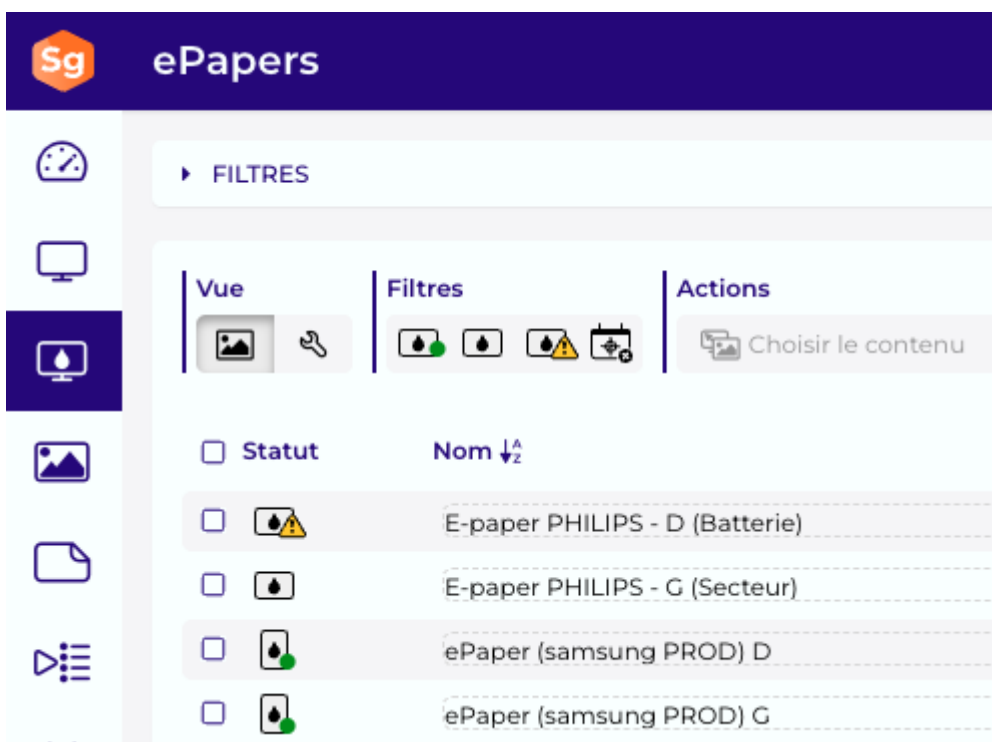 Sg
ePapers
FILTRES
Vue
Filtres
Actions
Choisir le contenu
Statut
Nom
E-paper PHILIPS - D (Batterie)
E-paper PHILIPS - G (Secteur)
ePaper (samsung PROD) D
ePaper (samsung PROD) G